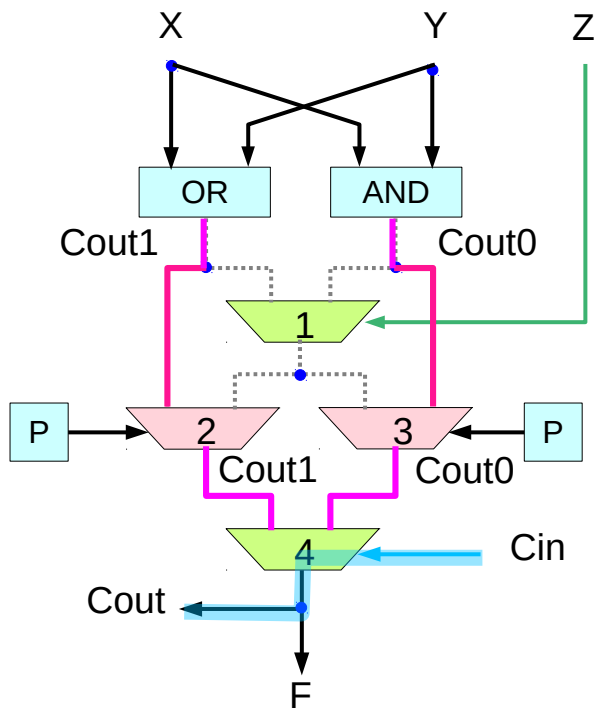 X Y Z
OR AND
Cout1 Cout0
1
P 2 3 P
Cout1 Cout0
4 Cin
Cout
F